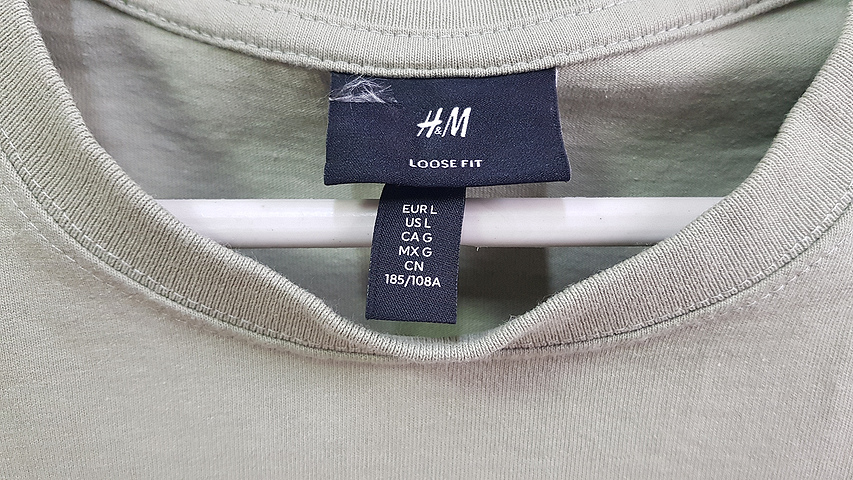 H&M
LOOSE FIT
EUR L
US L
CA G
MX G
CN
185/108A